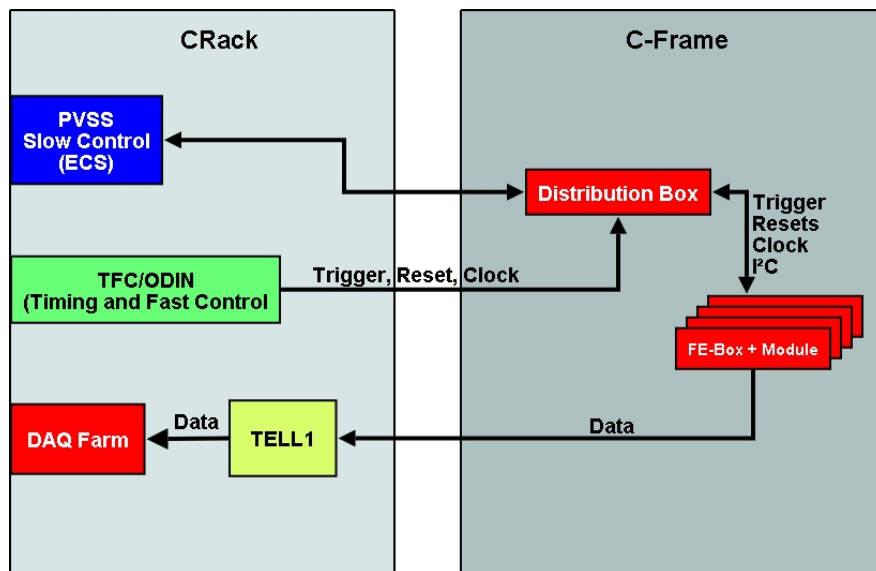 CRack
C-Frame
PVSS
Slow Control
(ECS)
Distribution Box
Trigger
Resets
Clock
I²C
TFC/ODIN
(Timing and Fast Control
Trigger, Reset, Clock
FE-Box + Module
DAQ Farm
Data
TELL1
Data